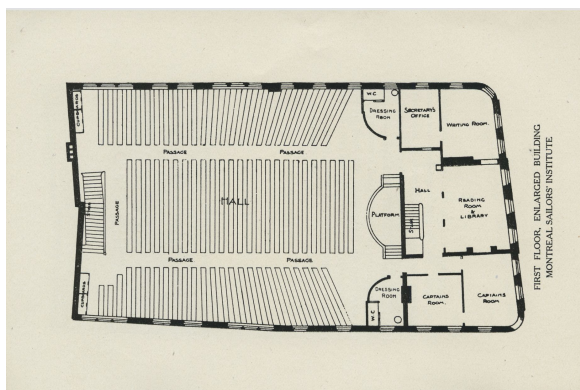 W.C
DRESSING
ROOM
SECRETARY'S
OFFICE
WAITING ROOM.
PASSAGE
PASSAGE
HALL
PASSAGE
PLATFORM
HALL
READING
ROOM
&
LIBRARY
PASSAGE
PASSAGE
DRESSING
ROOM
W.C
CAPTAINS
ROOM.
CAPTAINS
ROOM.
FIRST FLOOR, ENLARGED BUILDING
MONTREAL SAILORS' INSTITUTE